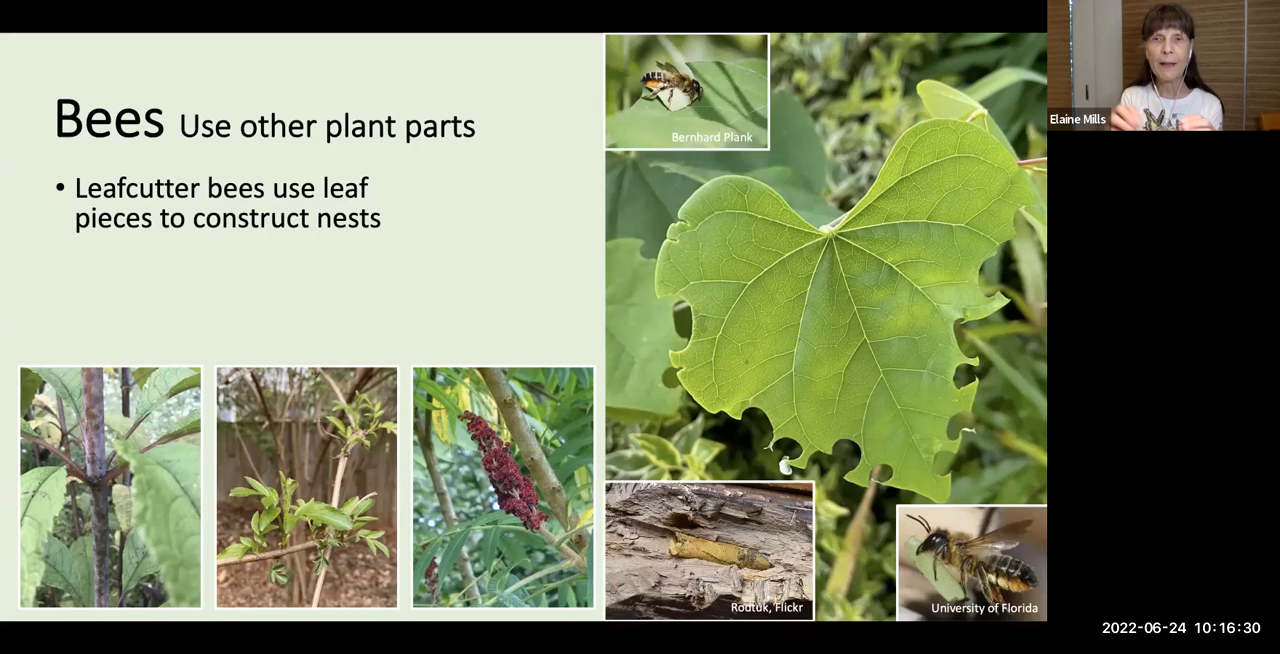 Bees Use other plant parts
• Leafcutter bees use leaf
pieces to construct nests
Bernhard Plank
Rodtuk, Flickr
University of Florida
Elaine Mills
2022-06-24 10:16:30